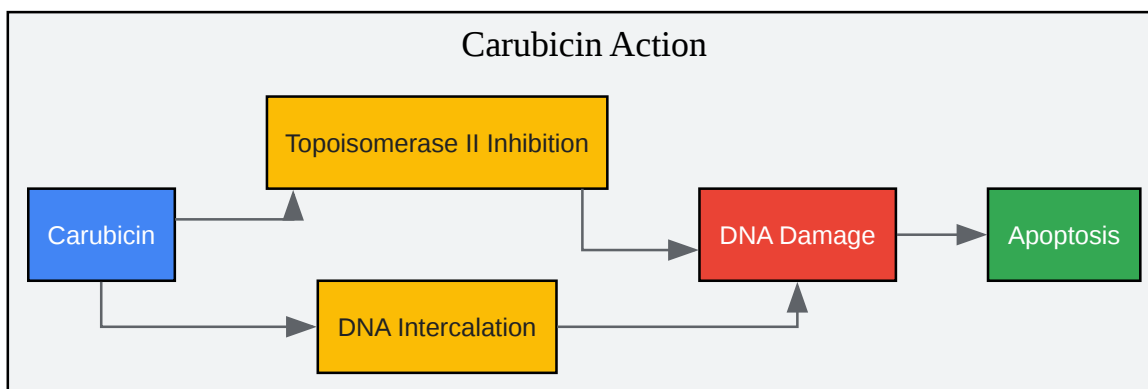 Carubicin Action
Topoisomerase II Inhibition
Carubicin
DNA Damage
Apoptosis
DNA Intercalation